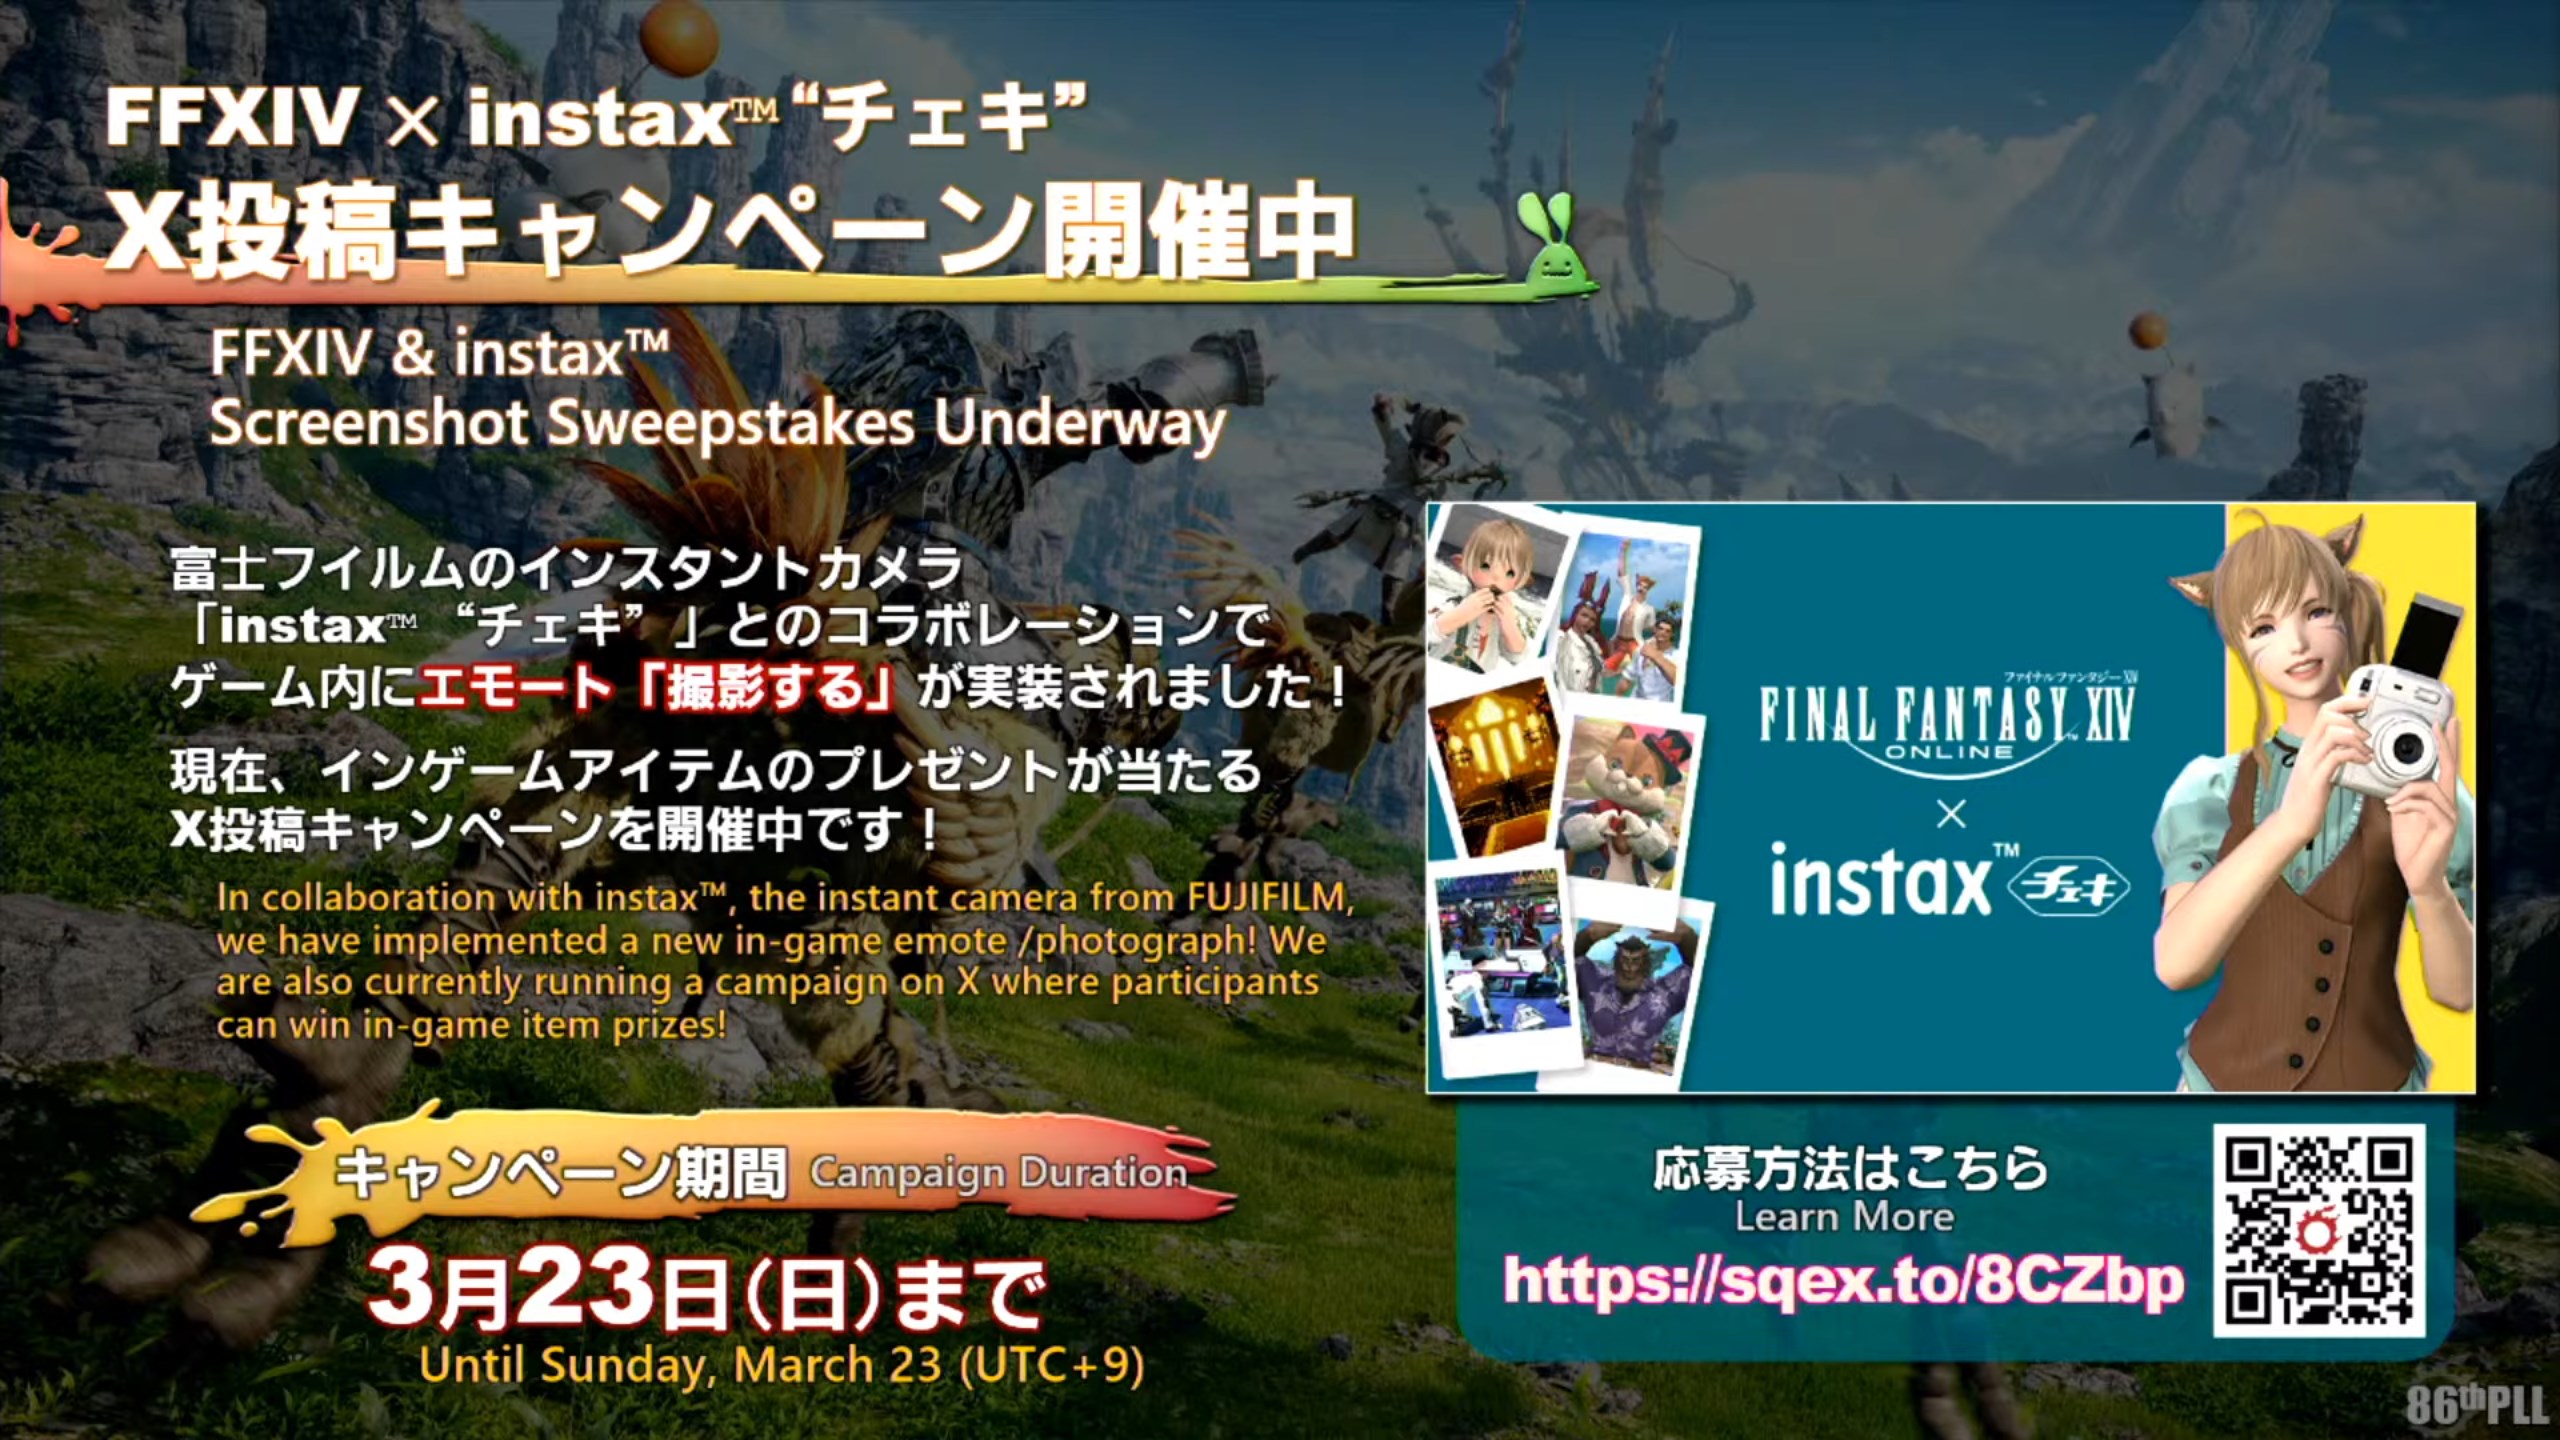 FFXIV × instax™ “チェキ”
X投稿キャンペーン開催中
FFXIV & instax™
Screenshot Sweepstakes Underway
富士フイルムのインスタントカメラ
「instax™ “チェキ” 」とのコラボレーションで
ゲーム内にエモート「撮影する」が実装されました！
現在、インゲームアイテムのプレゼントが当たる
X投稿キャンペーンを開催中です！
In collaboration with instax™, the instant camera from FUJIFILM,
we have implemented a new in-game emote /photograph! We
are also currently running a campaign on X where participants
can win in-game item prizes!
キャンペーン期間 Campaign Duration
3月23日(日)まで
Until Sunday, March 23 (UTC+9)
ファイナルファンタジーXIV
FINAL FANTASY XIV
ONLINE
×
instax™ チェキ
応募方法はこちら
Learn More
https://sqex.to/8CZbp
86thPLL